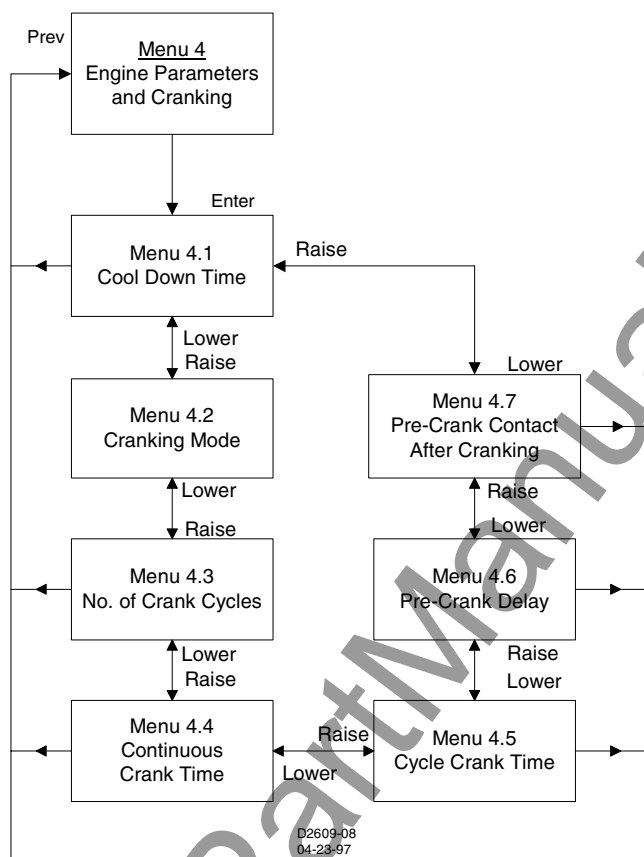 Prev
Menu 4
Engine Parameters
and Cranking
Enter
Menu 4.1
Cool Down Time
Raise
Lower
Raise
Lower
Menu 4.2
Cranking Mode
Menu 4.7
Pre-Crank Contact
After Cranking
Lower
Raise
Raise
Lower
Menu 4.3
No. of Crank Cycles
Menu 4.6
Pre-Crank Delay
Lower
Raise
Raise
Lower
Menu 4.4
Continuous
Crank Time
Raise
Lower
Menu 4.5
Cycle Crank Time
D2609-08
04-23-97